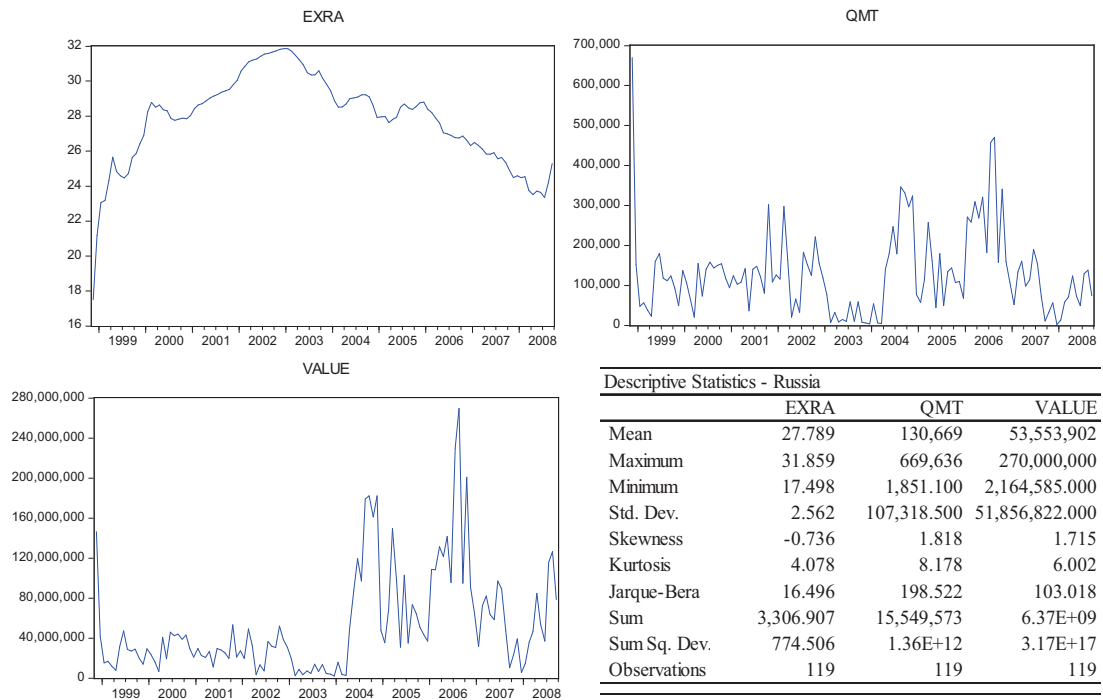 EXRA
32
30
28
26
24
22
20
18
16
1999 2000 2001 2002 2003 2004 2005 2006 2007 2008
QMT
700,000
600,000
500,000
400,000
300,000
200,000
100,000
0
1999 2000 2001 2002 2003 2004 2005 2006 2007 2008
VALUE
280,000,000
240,000,000
200,000,000
160,000,000
120,000,000
80,000,000
40,000,000
0
1999 2000 2001 2002 2003 2004 2005 2006 2007 2008
Descriptive Statistics - Russia
EXRA QMT VALUE
Mean 27.789 130,669 53,553,902
Maximum 31.859 669,636 270,000,000
Minimum 17.498 1,851.100 2,164,585.000
Std. Dev. 2.562 107,318.500 51,856,822.000
Skewness -0.736 1.818 1.715
Kurtosis 4.078 8.178 6.002
Jarque-Bera 16.496 198.522 103.018
Sum 3,306.907 15,549,573 6.37E+09
Sum Sq. Dev. 774.506 1.36E+12 3.17E+17
Observations 119 119 119